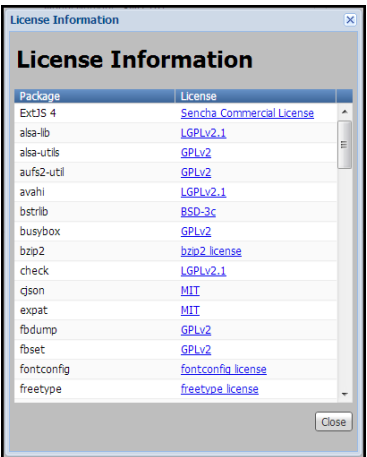 License Information
License Information
Package License
ExtJS 4 Sencha Commercial License
alsa-lib LGPLv2.1
alsa-utils GPLv2
aufs2-util GPLv2
avahi LGPLv2.1
bstrlib BSD-3c
busybox GPLv2
bzip2 bzip2 license
check LGPLv2.1
cjson MIT
expat MIT
fbdump GPLv2
fbset GPLv2
fontconfig fontconfig license
freetype freetype license
Close